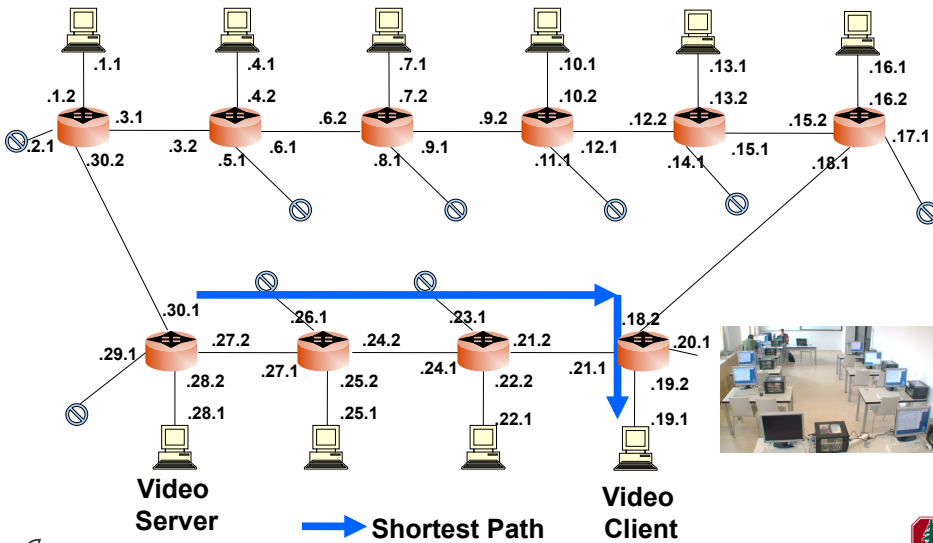 .1.1 .4.1 .7.1 .10.1 .13.1 .16.1
.1.2 .4.2 .7.2 .10.2 .13.2 .16.2
.3.1 .6.2 .9.2 .12.2 .15.2
.2.1 .3.2 .6.1 .9.1 .12.1 .15.1 .17.1
.30.2 .5.1 .8.1 .11.1 .14.1 .18.1
.30.1 .26.1 .23.1 .18.2
.29.1 .27.2 .24.2 .21.2 .20.1
.27.1 .24.1 .21.1
.28.2 .25.2 .22.2 .19.2
.28.1 .25.1 .22.1 .19.1
Video
Server
Video
Client
Shortest Path